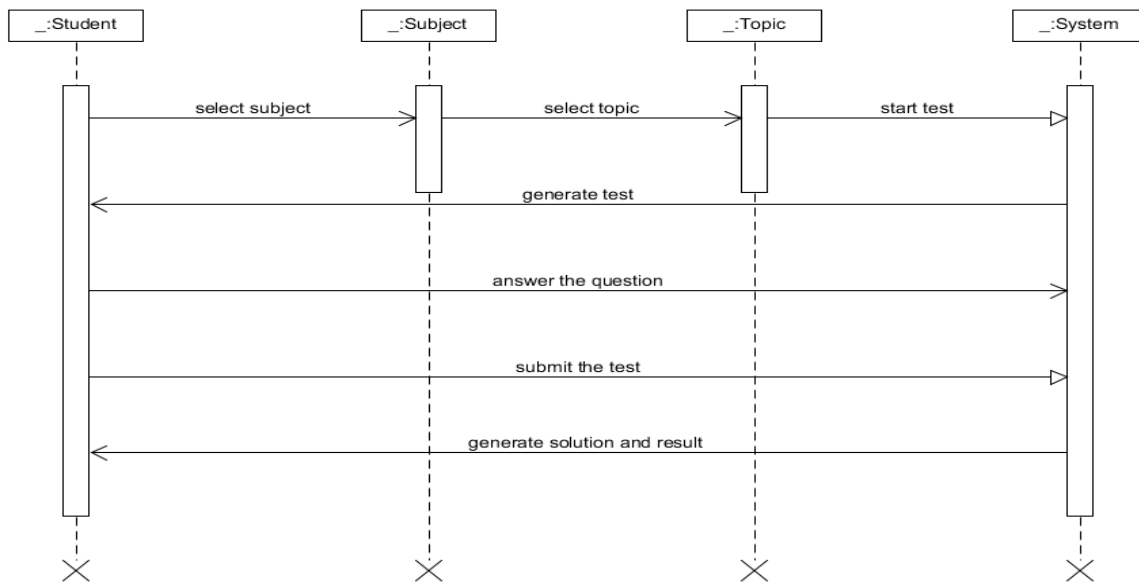 _:Student
_:Subject
_:Topic
_:System
select subject
select topic
start test
generate test
answer the question
submit the test
generate solution and result